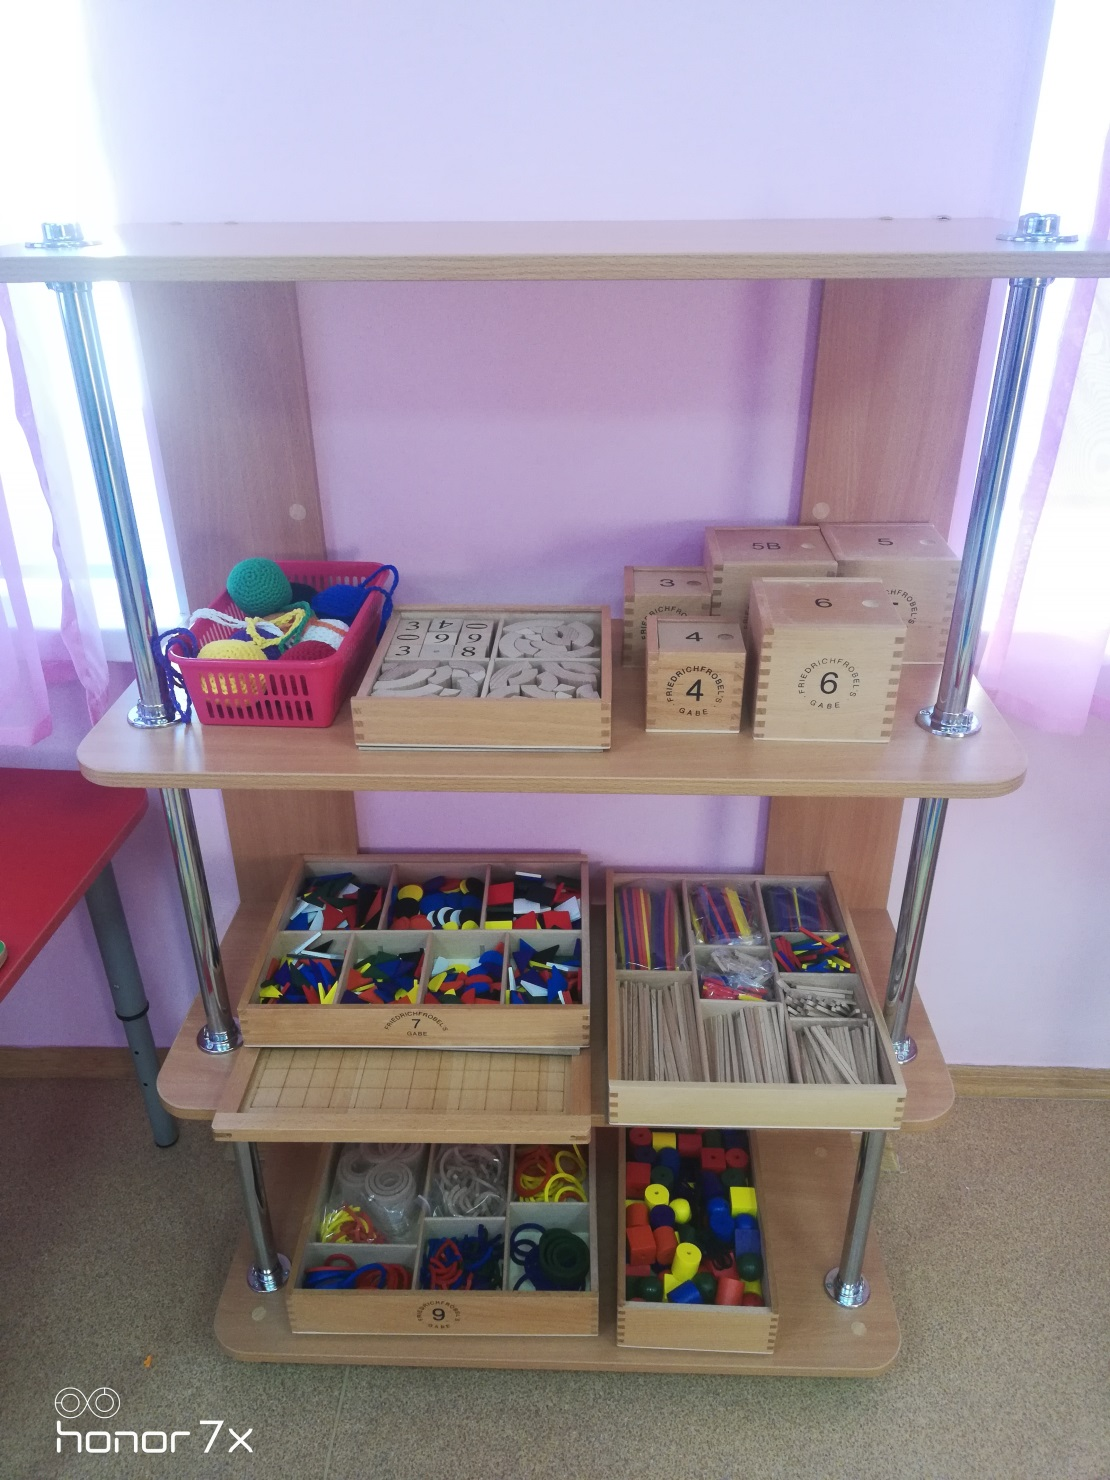 5B
5
3
6
4
FRIEDRICHFRÖBEL'S
4
GABE
FRIEDRICHFRÖBEL'S
6
GABE
FRIEDRICHFRÖBEL'S
7
GABE
FRIEDRICHFRÖBEL'S
9
GABE
honor 7x